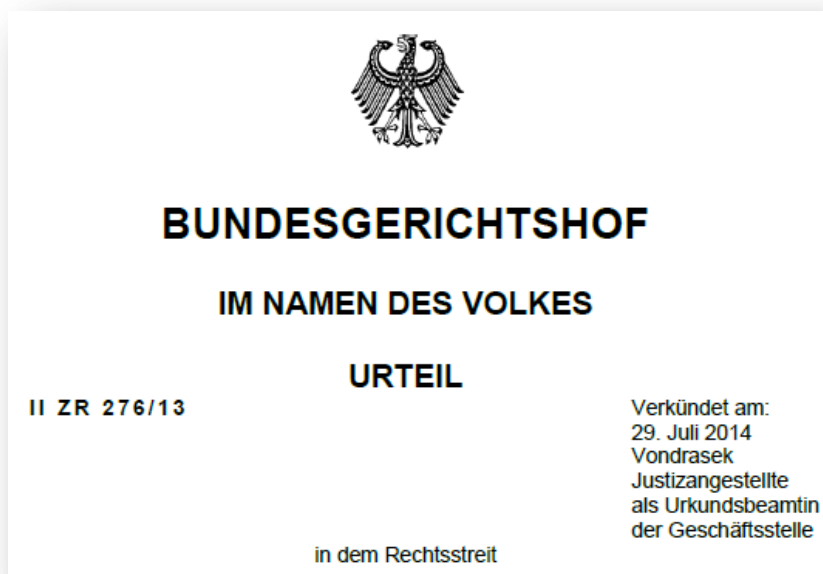 BUNDESGERICHTSHOF
IM NAMEN DES VOLKES
URTEIL
II ZR 276/13
Verkündet am:
29. Juli 2014
Vondrasek
Justizangestellte
als Urkundsbeamtin
der Geschäftsstelle
in dem Rechtsstreit